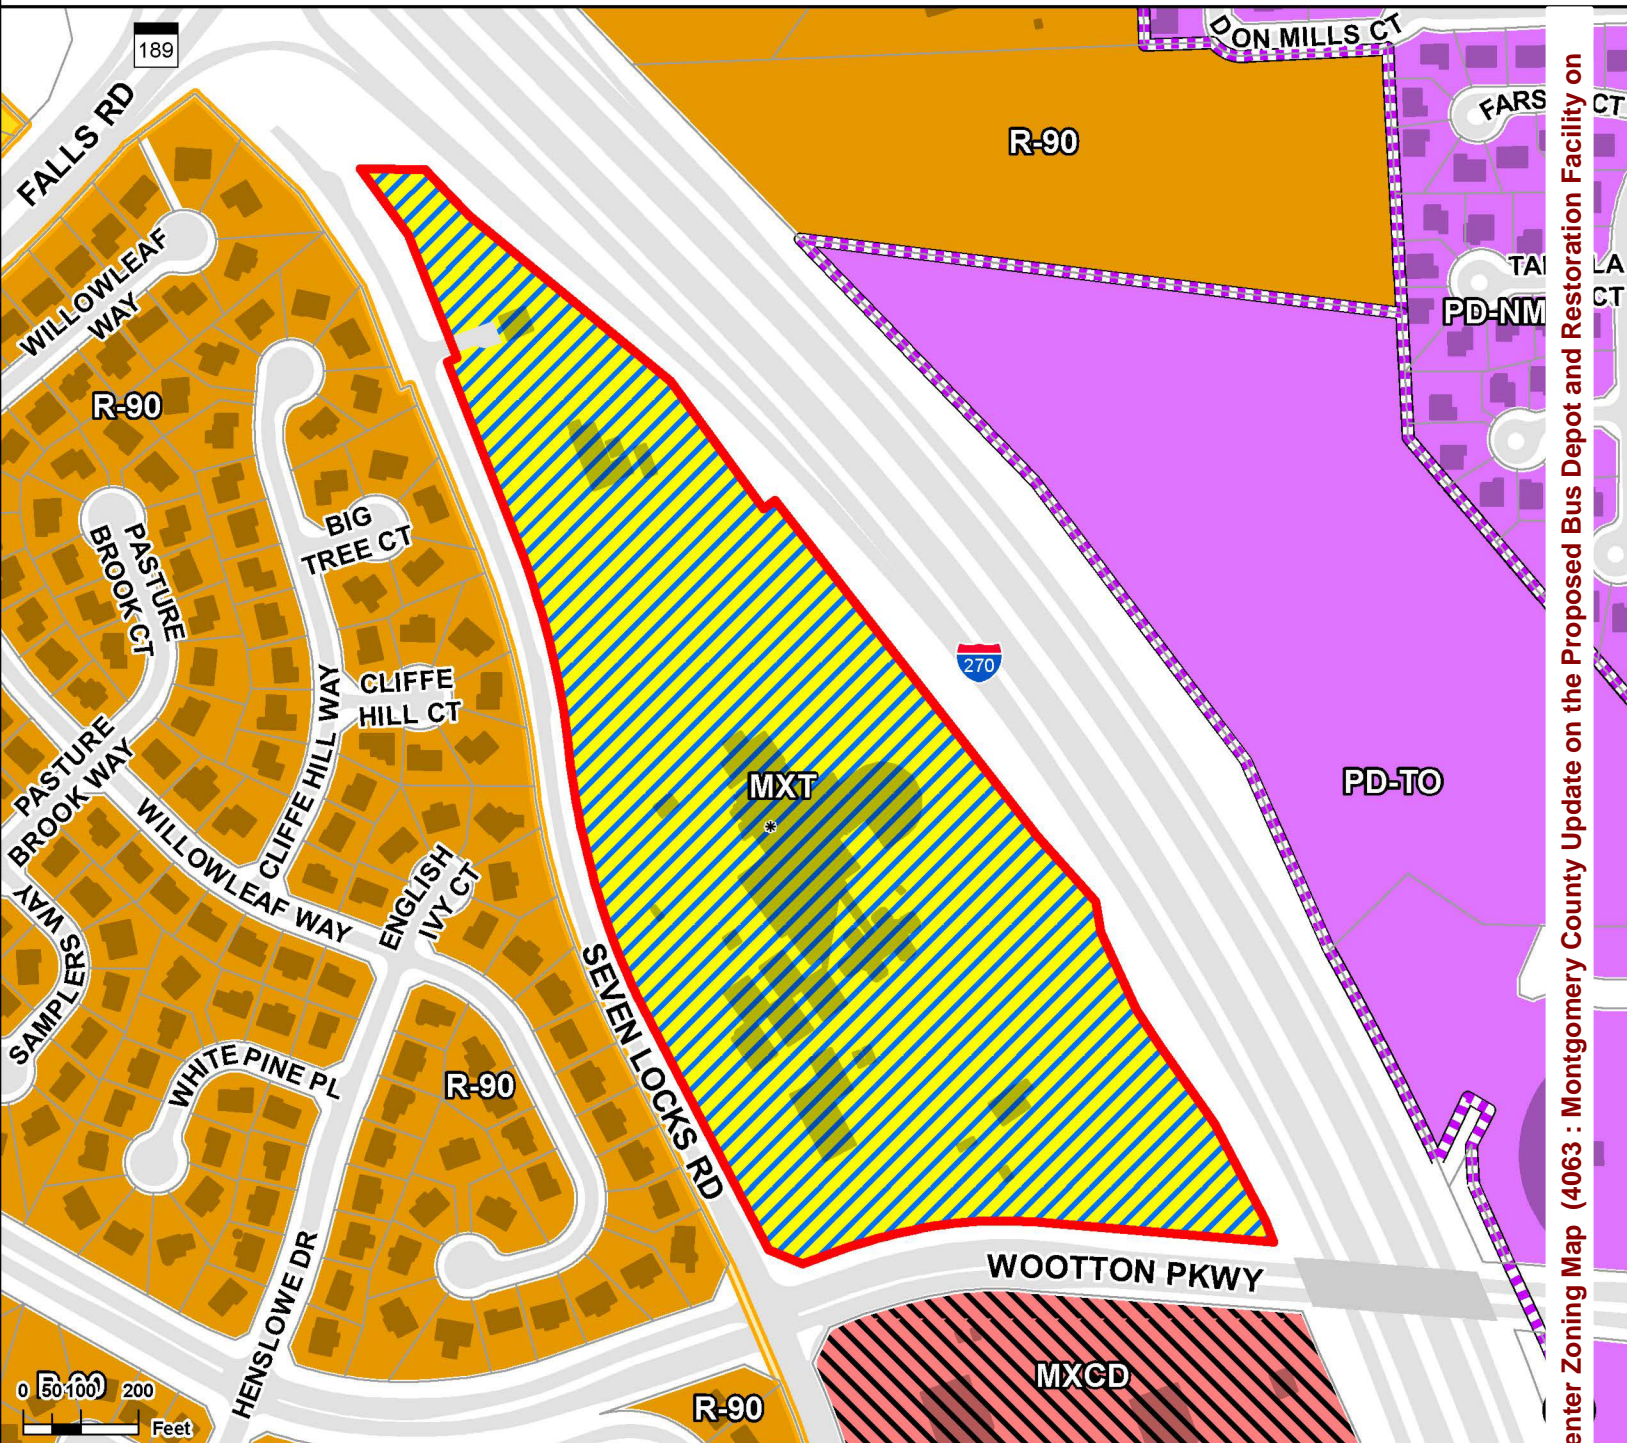 189
FALLS RD
DON MILLS CT
FARS
CT
R-90
WILLOWLEAF
WAY
TA
LA
CT
PD-NM
R-90
BIG
TREE CT
PASTURE
BROOK CT
270
CLIFFE
HILL CT
CLIFFE HILL WAY
PASTURE
BROOK WAY
MXT
*
PD-TO
WILLOWLEAF WAY
ENGLISH
IVY CT
SAMPLERS WAY
SEVEN LOCKS RD
WHITE PINE PL
R-90
HENSLOWE DR
WOOTTON PKWY
MXCD
R-90
R-90
0 50 100 200
Feet
enter Zoning Map (4063 : Montgomery County Update on the Proposed Bus Depot and Restoration Facility on